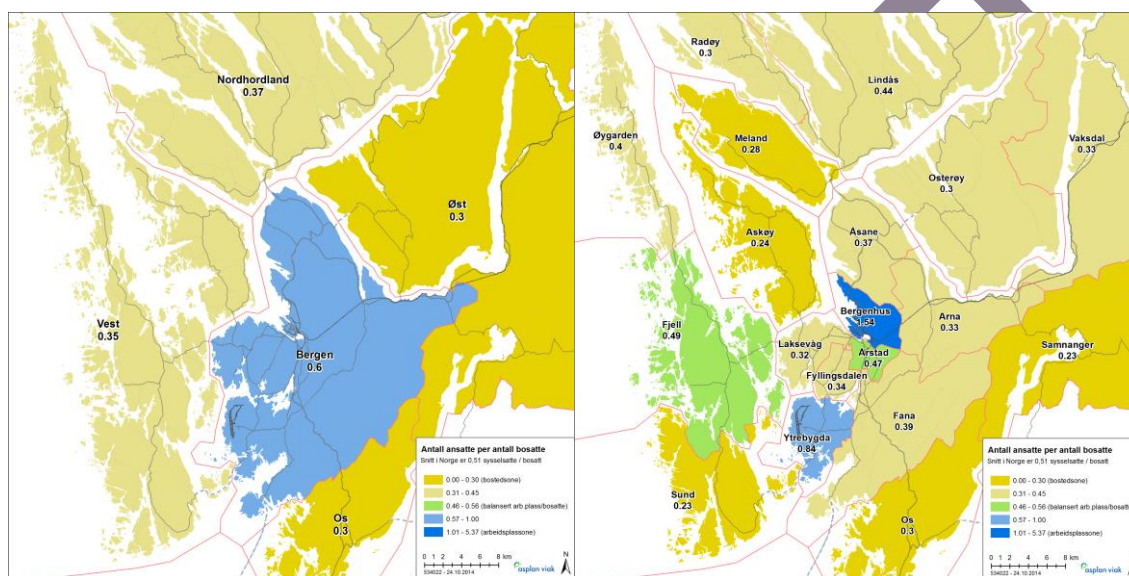 Nordhordland
0.37
Øst
0.3
Vest
0.35
Bergen
0.6
Os
0.3
Antall ansatte per antall bosatte
Snitt i Norge er 0,51 sysselsatte / bosatt
0.00 - 0.30 (bostedsone)
0.31 - 0.45
0.46 - 0.56 (balansert arb.plass/bosatte)
0.57 - 1.00
1.01 - 5.37 (arbeidsplassone)
0 1 2 4 6 8 km
534022 - 24.10.2014
asplan viak
N
Radøy
0.3
Lindås
0.44
Øygarden
0.4
Meland
0.28
Vaksdal
0.33
Osterøy
0.3
Askøy
0.24
Åsane
0.37
Bergenhus
1.54
Arna
0.33
Fjell
0.49
Laksevåg
0.32
Årstad
0.47
Samnanger
0.23
Fyllingsdalen
0.34
Fana
0.39
Ytrebygda
0.84
Sund
0.23
Os
0.3
Antall ansatte per antall bosatte
Snitt i Norge er 0,51 sysselsatte / bosatt
0.00 - 0.30 (bostedsone)
0.31 - 0.45
0.46 - 0.56 (balansert arb.plass/bosatte)
0.57 - 1.00
1.01 - 5.37 (arbeidsplassone)
0 1 2 4 6 8 km
534022 - 24.10.2014
asplan viak
N